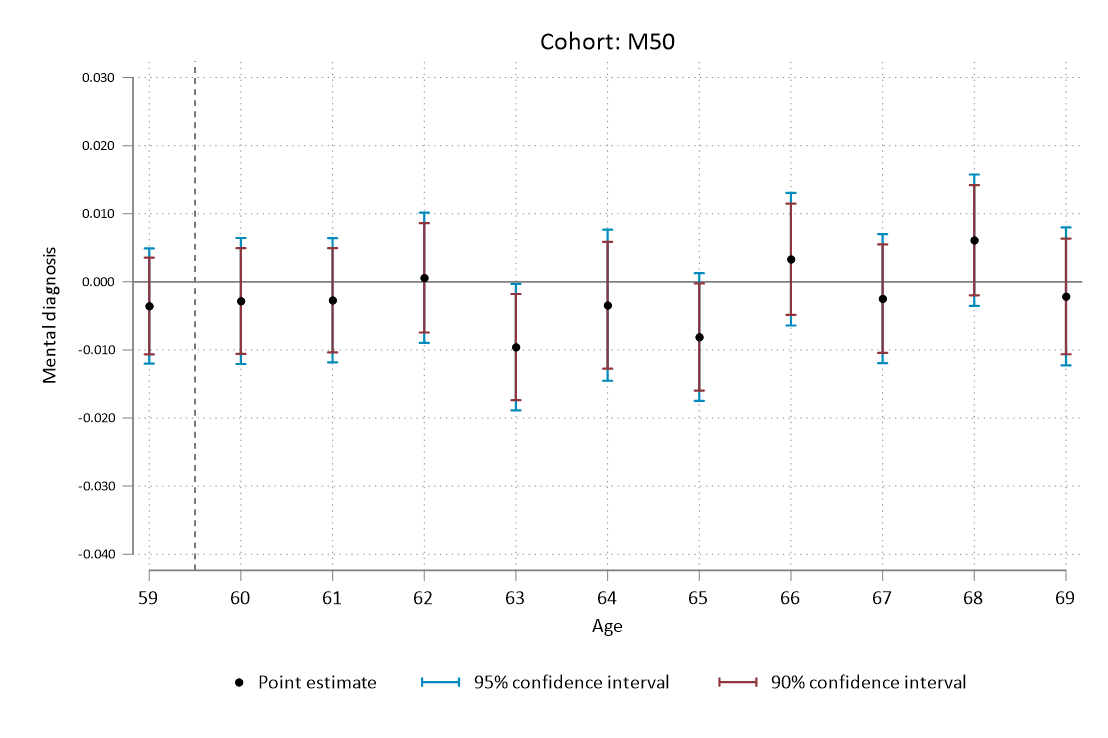 Cohort: M50
0.030
0.020
0.010
0.000
-0.010
-0.020
-0.030
-0.040
Mental diagnosis
59 60 61 62 63 64 65 66 67 68 69
Age
Point estimate 95% confidence interval 90% confidence interval